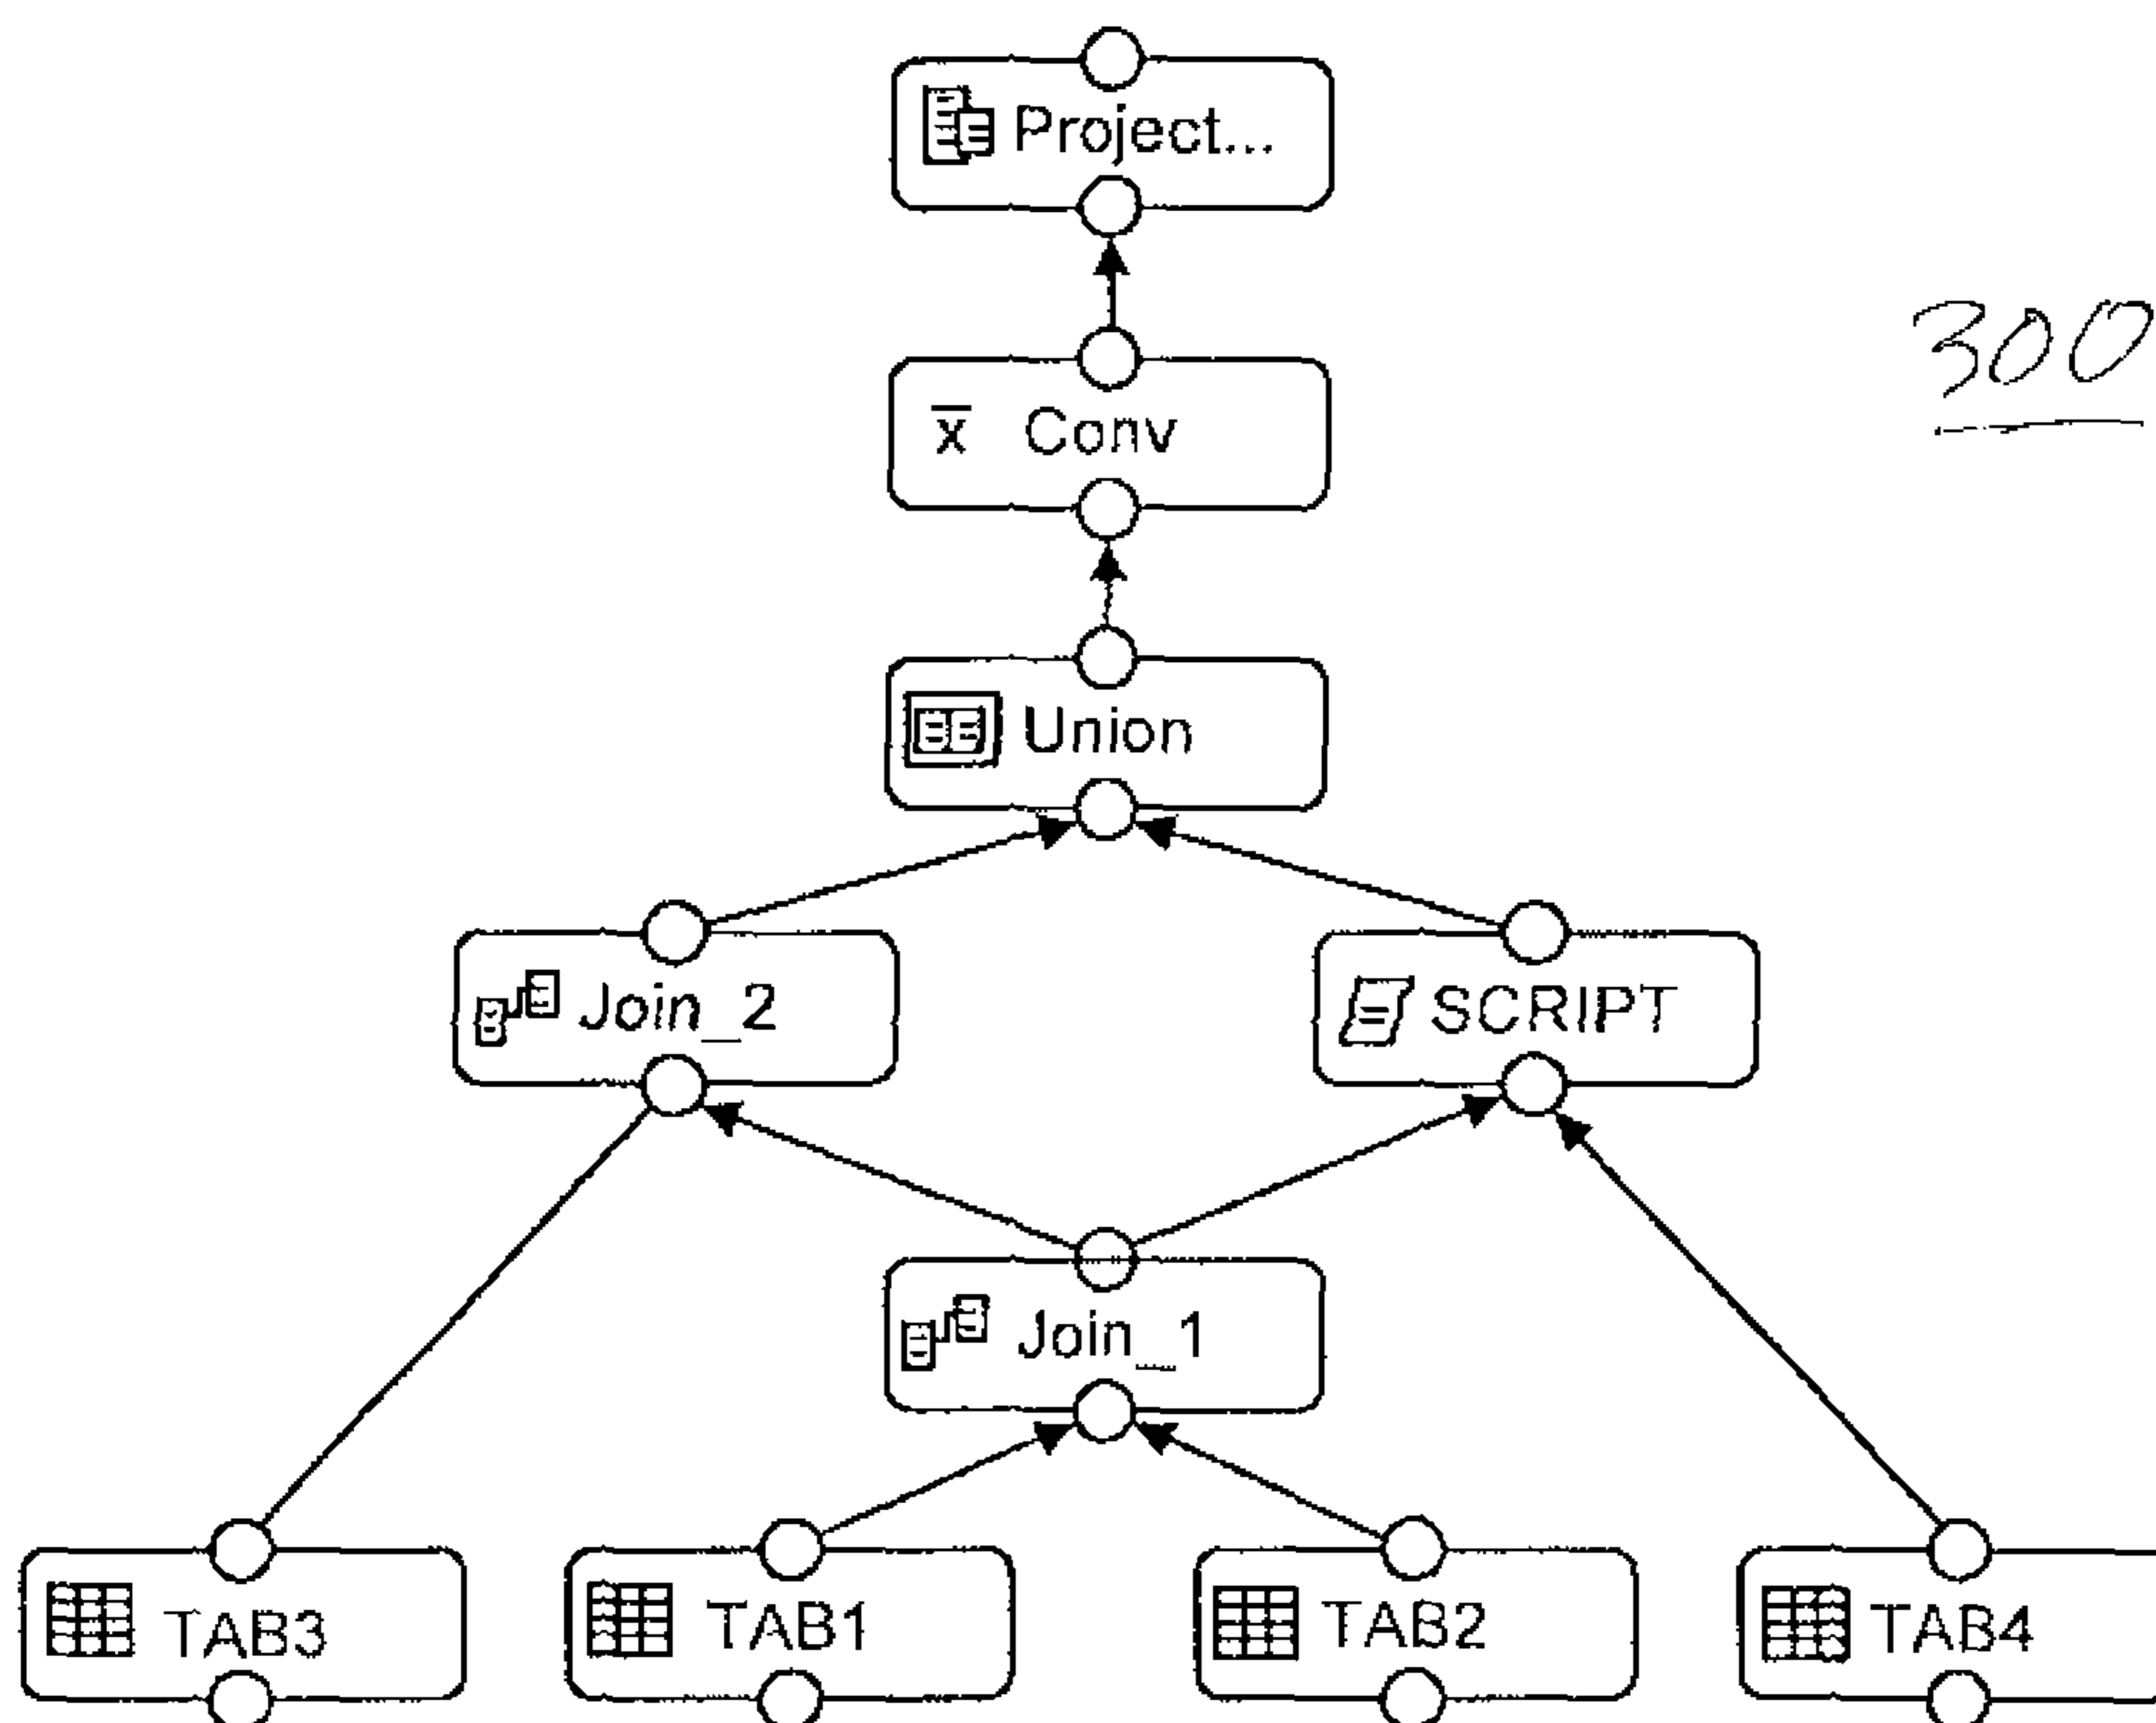 Project...
300
x̄ Conv
Union
Join_2
SCRIPT
Join_1
TAB3
TAB1
TAB2
TAB4